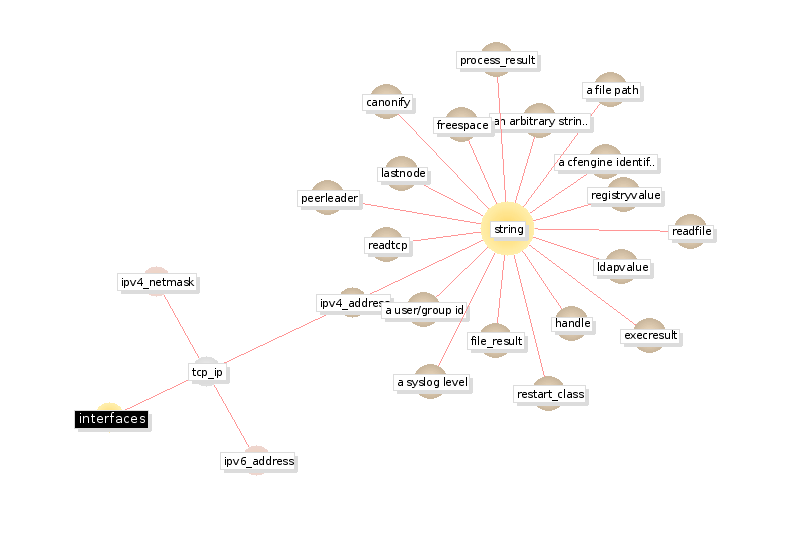 process_result
a file path
canonify
freespace
an arbitrary strin..
a cfengine identif..
lastnode
registryvalue
peerleader
string
readfile
readtcp
ldapvalue
ipv4_netmask
ipv4_address
a user/group id
handle
execresult
file_result
tcp_ip
a syslog level
restart_class
interfaces
ipv6_address